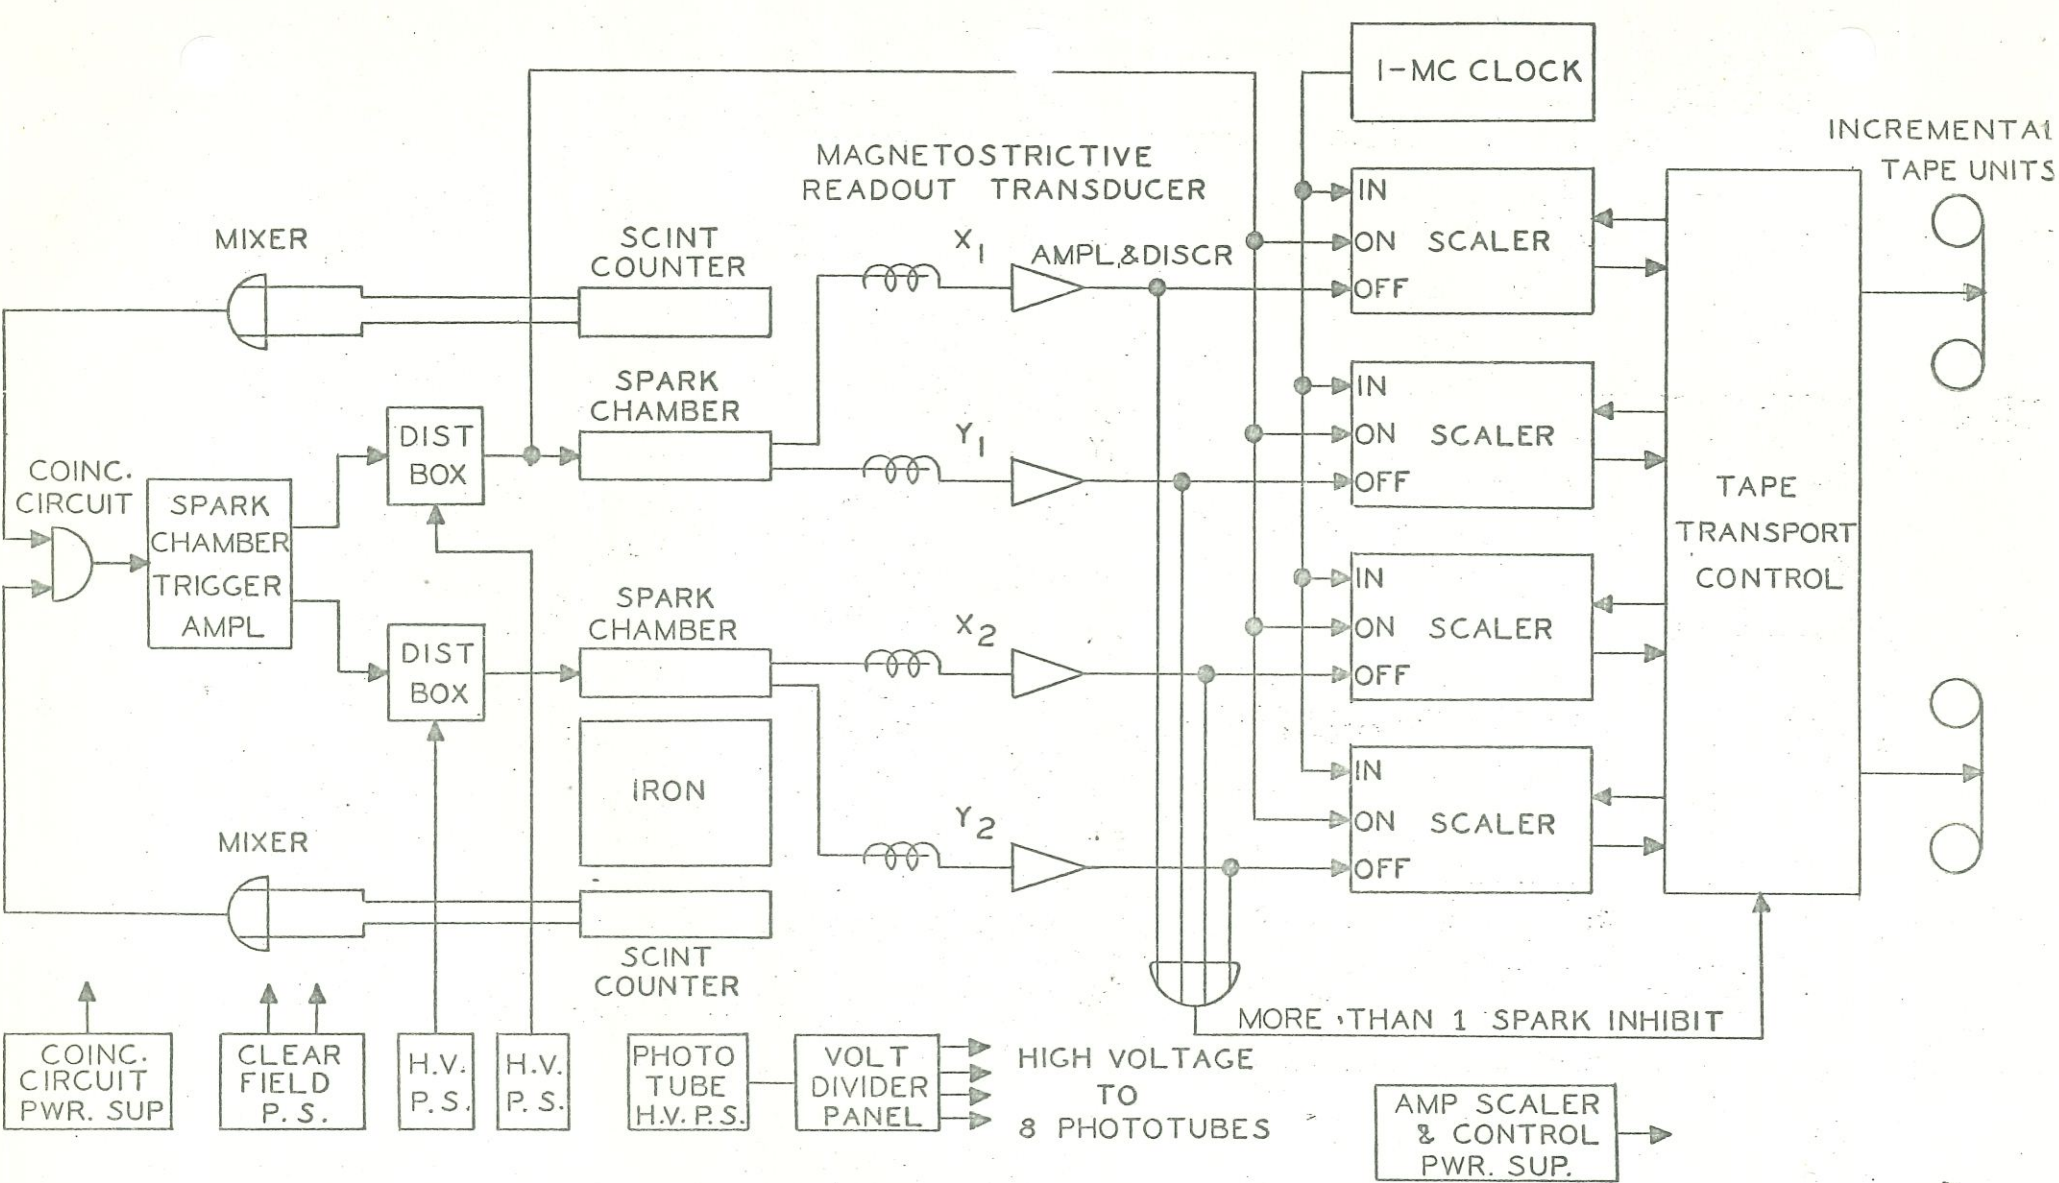 1-MC CLOCK
INCREMENTAL
TAPE UNITS
MAGNETOSTRICTIVE
READOUT TRANSDUCER
MIXER
SCINT
COUNTER
X1
AMPL.&DISCR
IN
ON SCALER
OFF
SPARK
CHAMBER
DIST
BOX
Y1
IN
ON SCALER
OFF
COINC.
CIRCUIT
SPARK
CHAMBER
TRIGGER
AMPL
TAPE
TRANSPORT
CONTROL
SPARK
CHAMBER
DIST
BOX
X2
IN
ON SCALER
OFF
IRON
MIXER
Y2
IN
ON SCALER
OFF
SCINT
COUNTER
MORE THAN 1 SPARK INHIBIT
COINC.
CIRCUIT
PWR. SUP
CLEAR
FIELD
P.S.
H.V.
P.S.
H.V.
P.S.
PHOTO
TUBE
H.V.P.S.
VOLT
DIVIDER
PANEL
HIGH VOLTAGE
TO
8 PHOTOTUBES
AMP SCALER
& CONTROL
PWR. SUP.